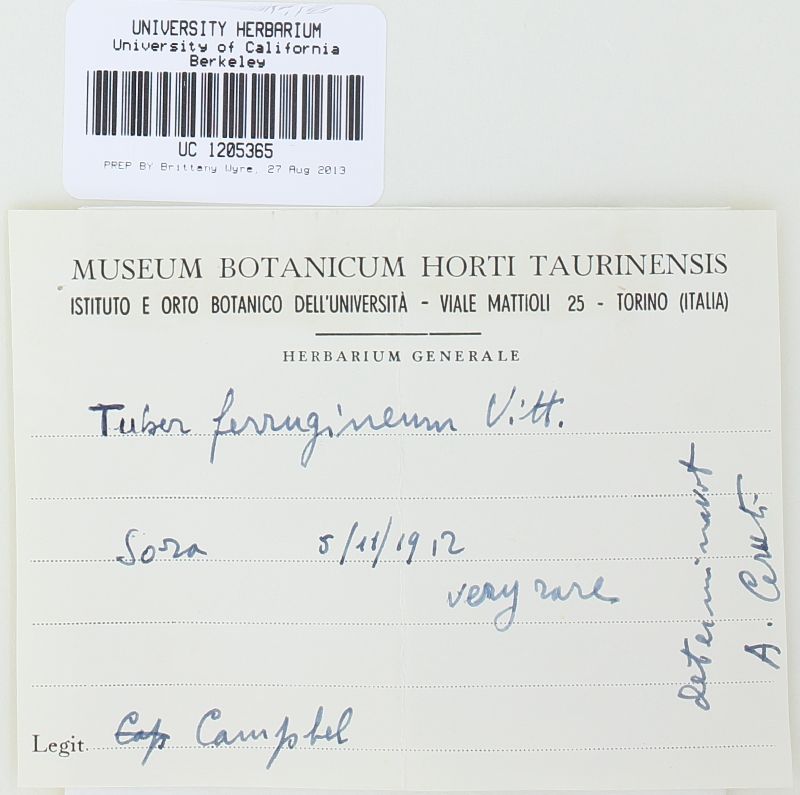 UNIVERSITY HERBARIUM
University of California
Berkeley
UC 1205365
PREP BY Brittany Wyre, 27 Aug 2013
MUSEUM BOTANICUM HORTI TAURINENSIS
ISTITUTO E ORTO BOTANICO DELL'UNIVERSITÀ - VIALE MATTIOLI 25 - TORINO (ITALIA)
HERBARIUM GENERALE
Tuber ferrugineum Vitt.
Sora 5/11/1912
very rare
Legit. Cap Campbel
determinavit
A. Ceruti